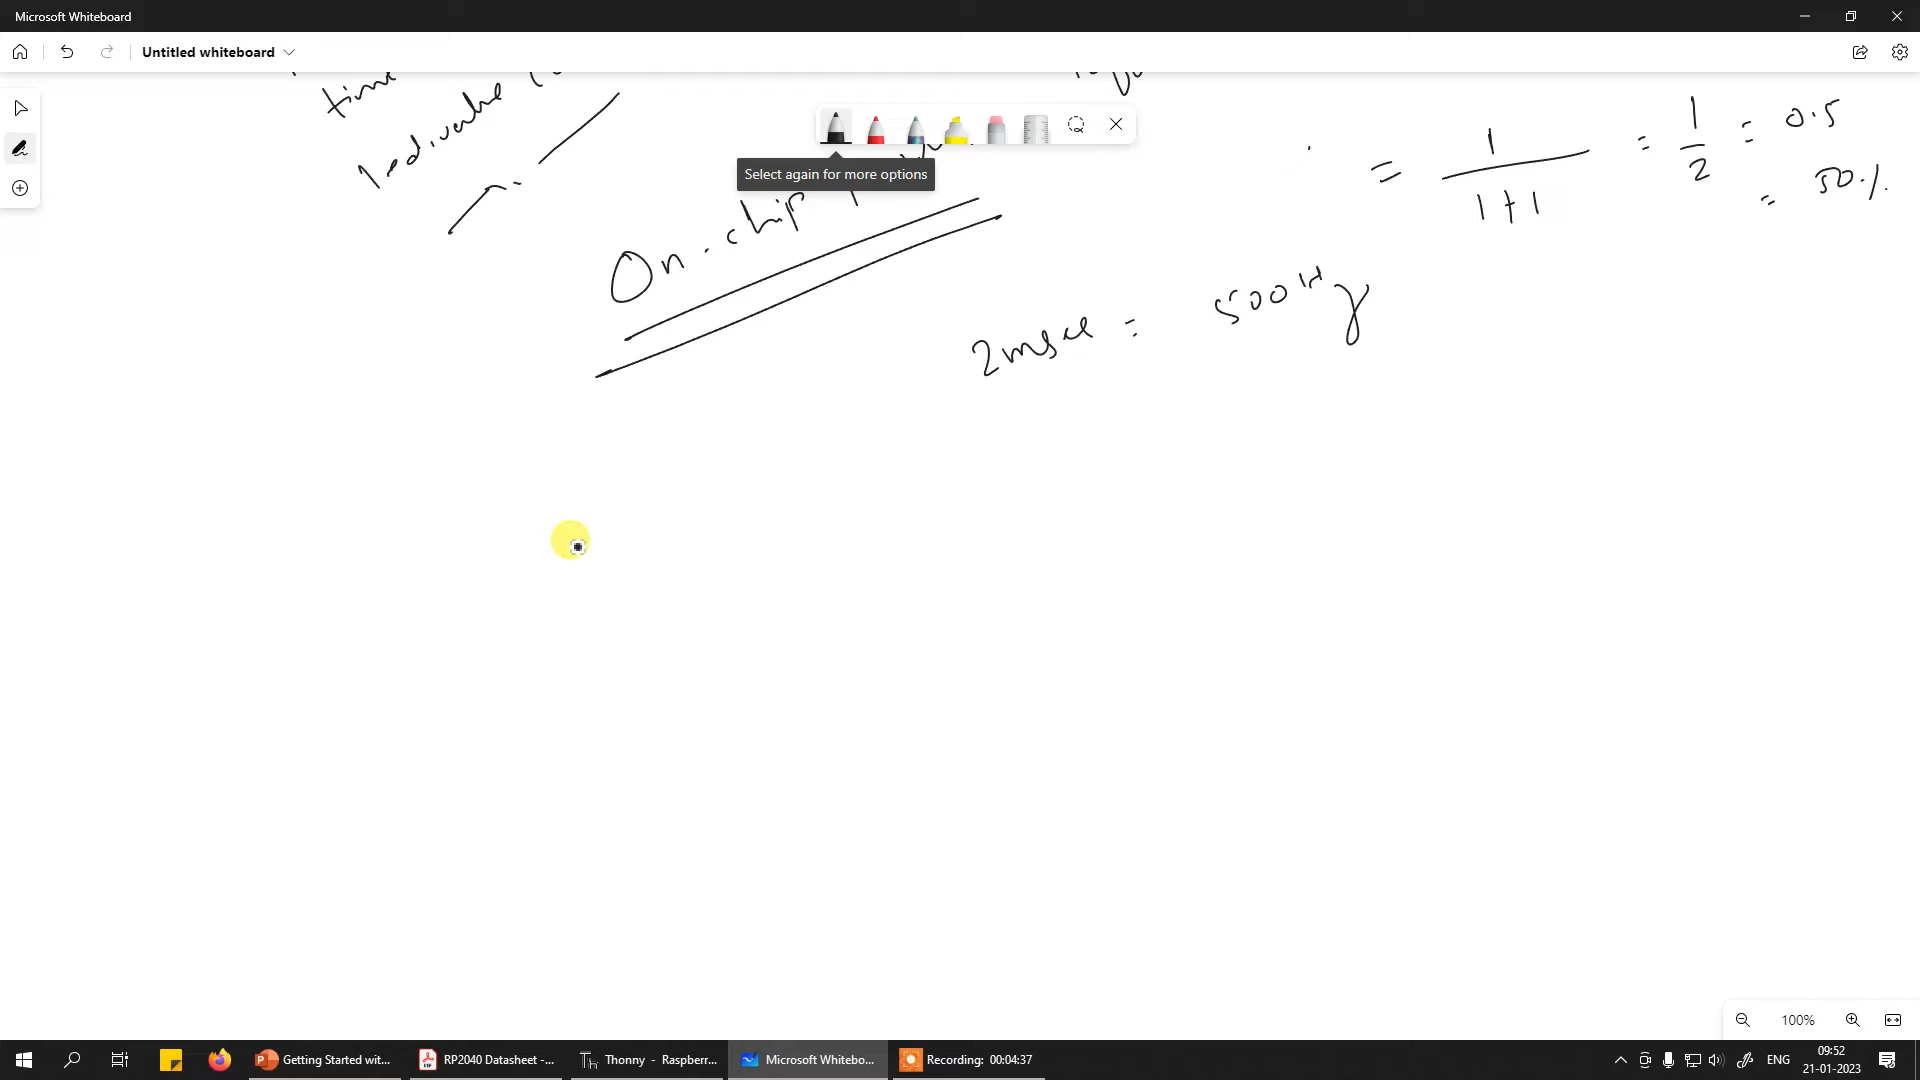 Microsoft Whiteboard
Untitled whiteboard
time
Select again for more options
On-chip
= 1 / 1+1 = 1/2 = 0.5
= 50%
2msec = 500Hz
100%
Getting Started wit...
RP2040 Datasheet -...
Thonny - Raspberr...
Microsoft Whitebo...
Recording: 00:04:37
ENG
09:52
21-01-2023